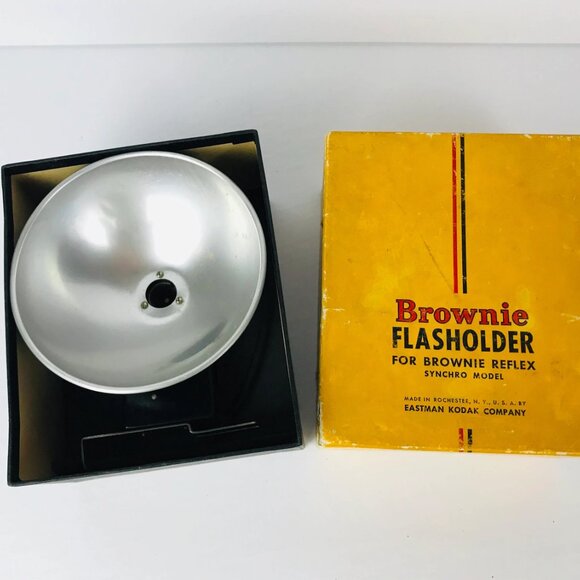 Brownie
FLASHOLDER
FOR BROWNIE REFLEX
SYNCHRO MODEL
MADE IN ROCHESTER, N. Y., U. S. A. BY
EASTMAN KODAK COMPANY